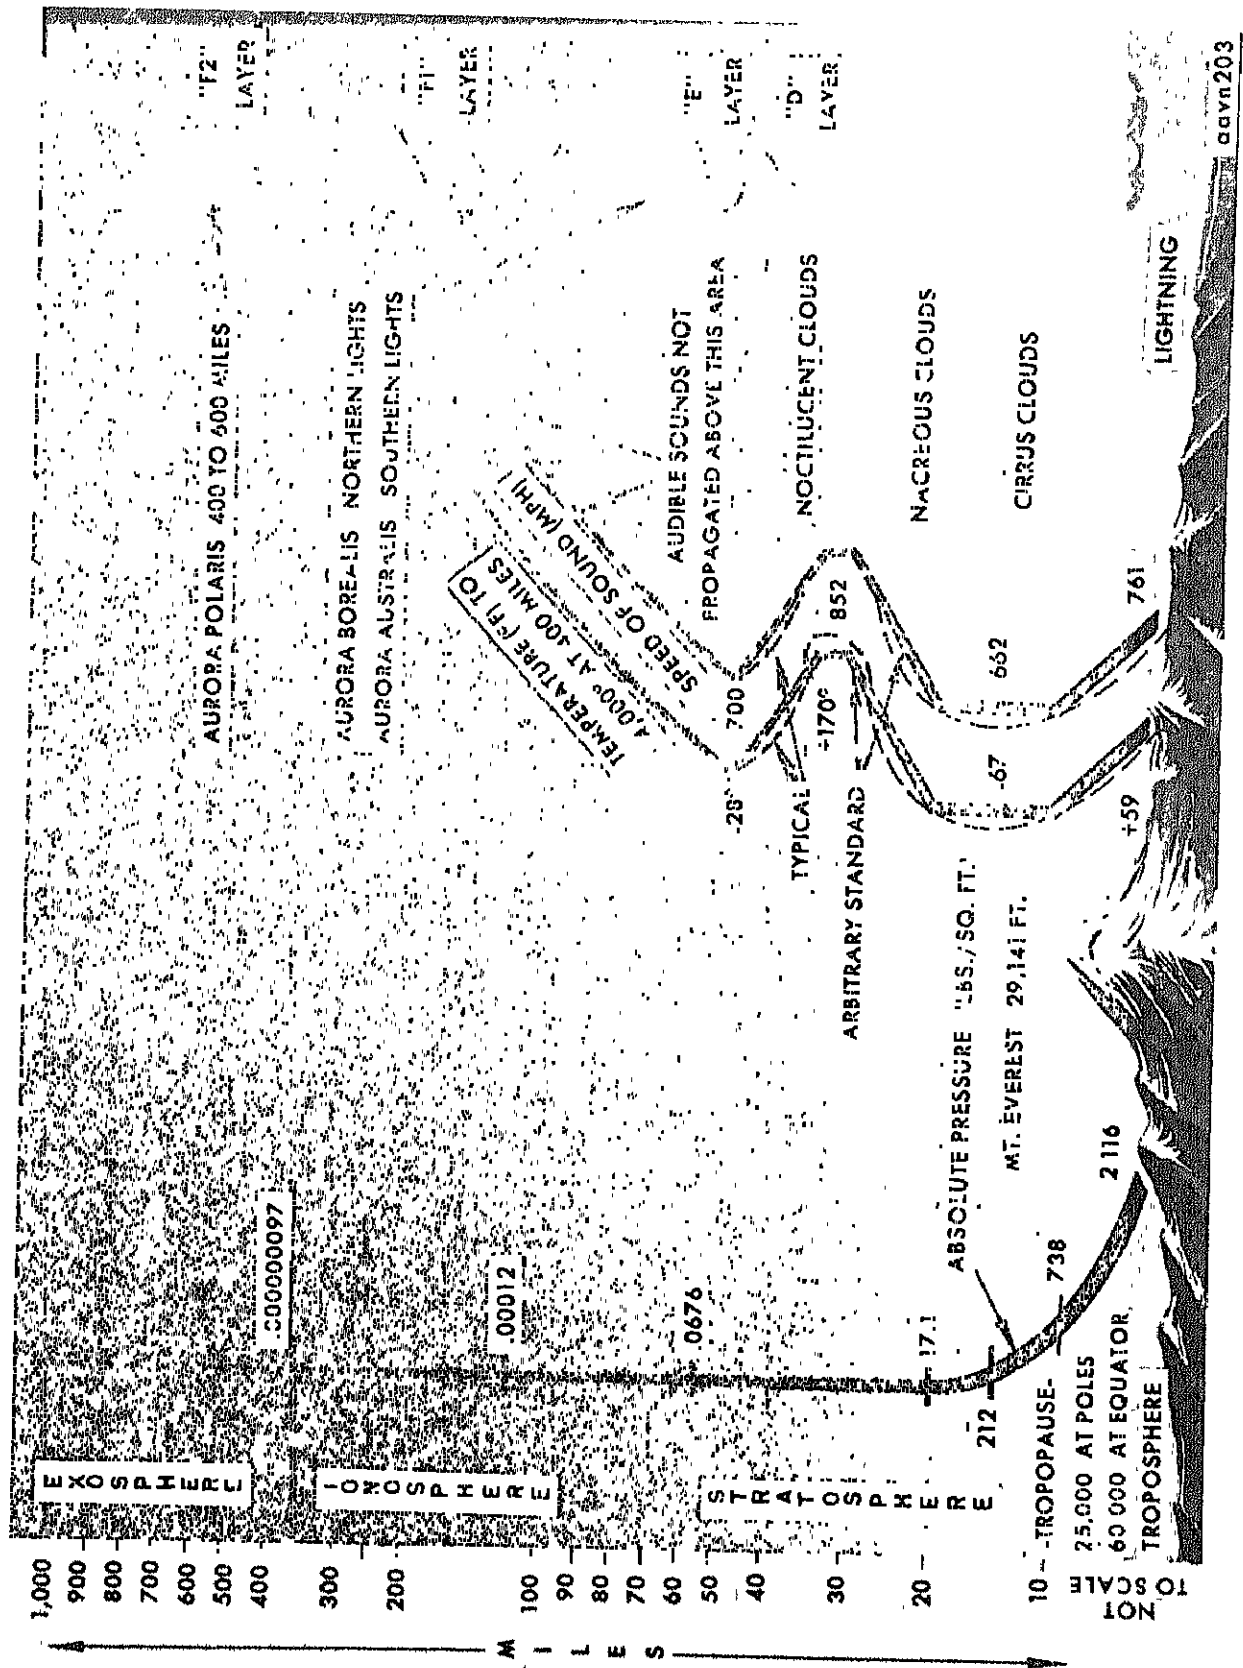 1,000
900
800
700
600
500
400
300
200
100
90
80
70
60
50
40
30
20
10
MILES
NOT
TO SCALE
EXOSPHERE
IONOSPHERE
STRATOSPHERE
-TROPOPAUSE-
25,000 AT POLES
60 000 AT EQUATOR
TROPOSPHERE
.00000097
.00012
.0676
17.1
212
738
2 116
ABSOLUTE PRESSURE LBS./SQ. FT.
MT. EVEREST 29,141 FT.
AURORA POLARIS 400 TO 600 MILES
AURORA BOREALIS NORTHERN LIGHTS
AURORA AUSTRALIS SOUTHERN LIGHTS
TEMPERATURE (°F) TO
4,000° AT 400 MILES
SPEED OF SOUND (MPH)
AUDIBLE SOUNDS NOT
PROPAGATED ABOVE THIS AREA
-28°
700
TYPICAL
+170°
852
ARBITRARY STANDARD
-67
662
+59
761
NOCTILUCENT CLOUDS
NACREOUS CLOUDS
CIRRUS CLOUDS
LIGHTNING
"F2"
LAYER
"F1"
LAYER
"E"
LAYER
"D"
LAYER
aavn203